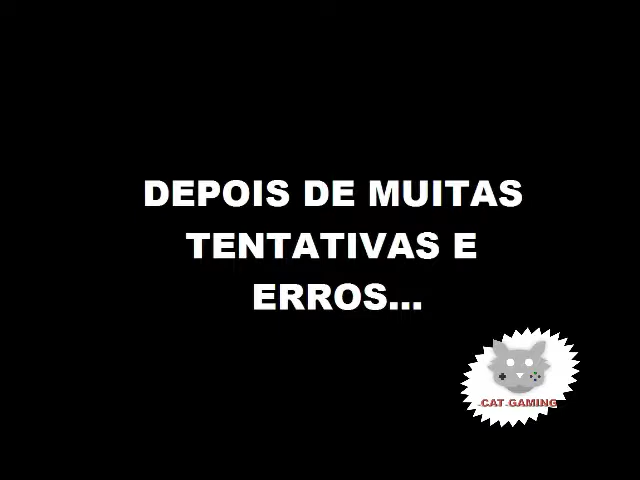 DEPOIS DE MUITAS
TENTATIVAS E
ERROS...
.CAT.GAMING